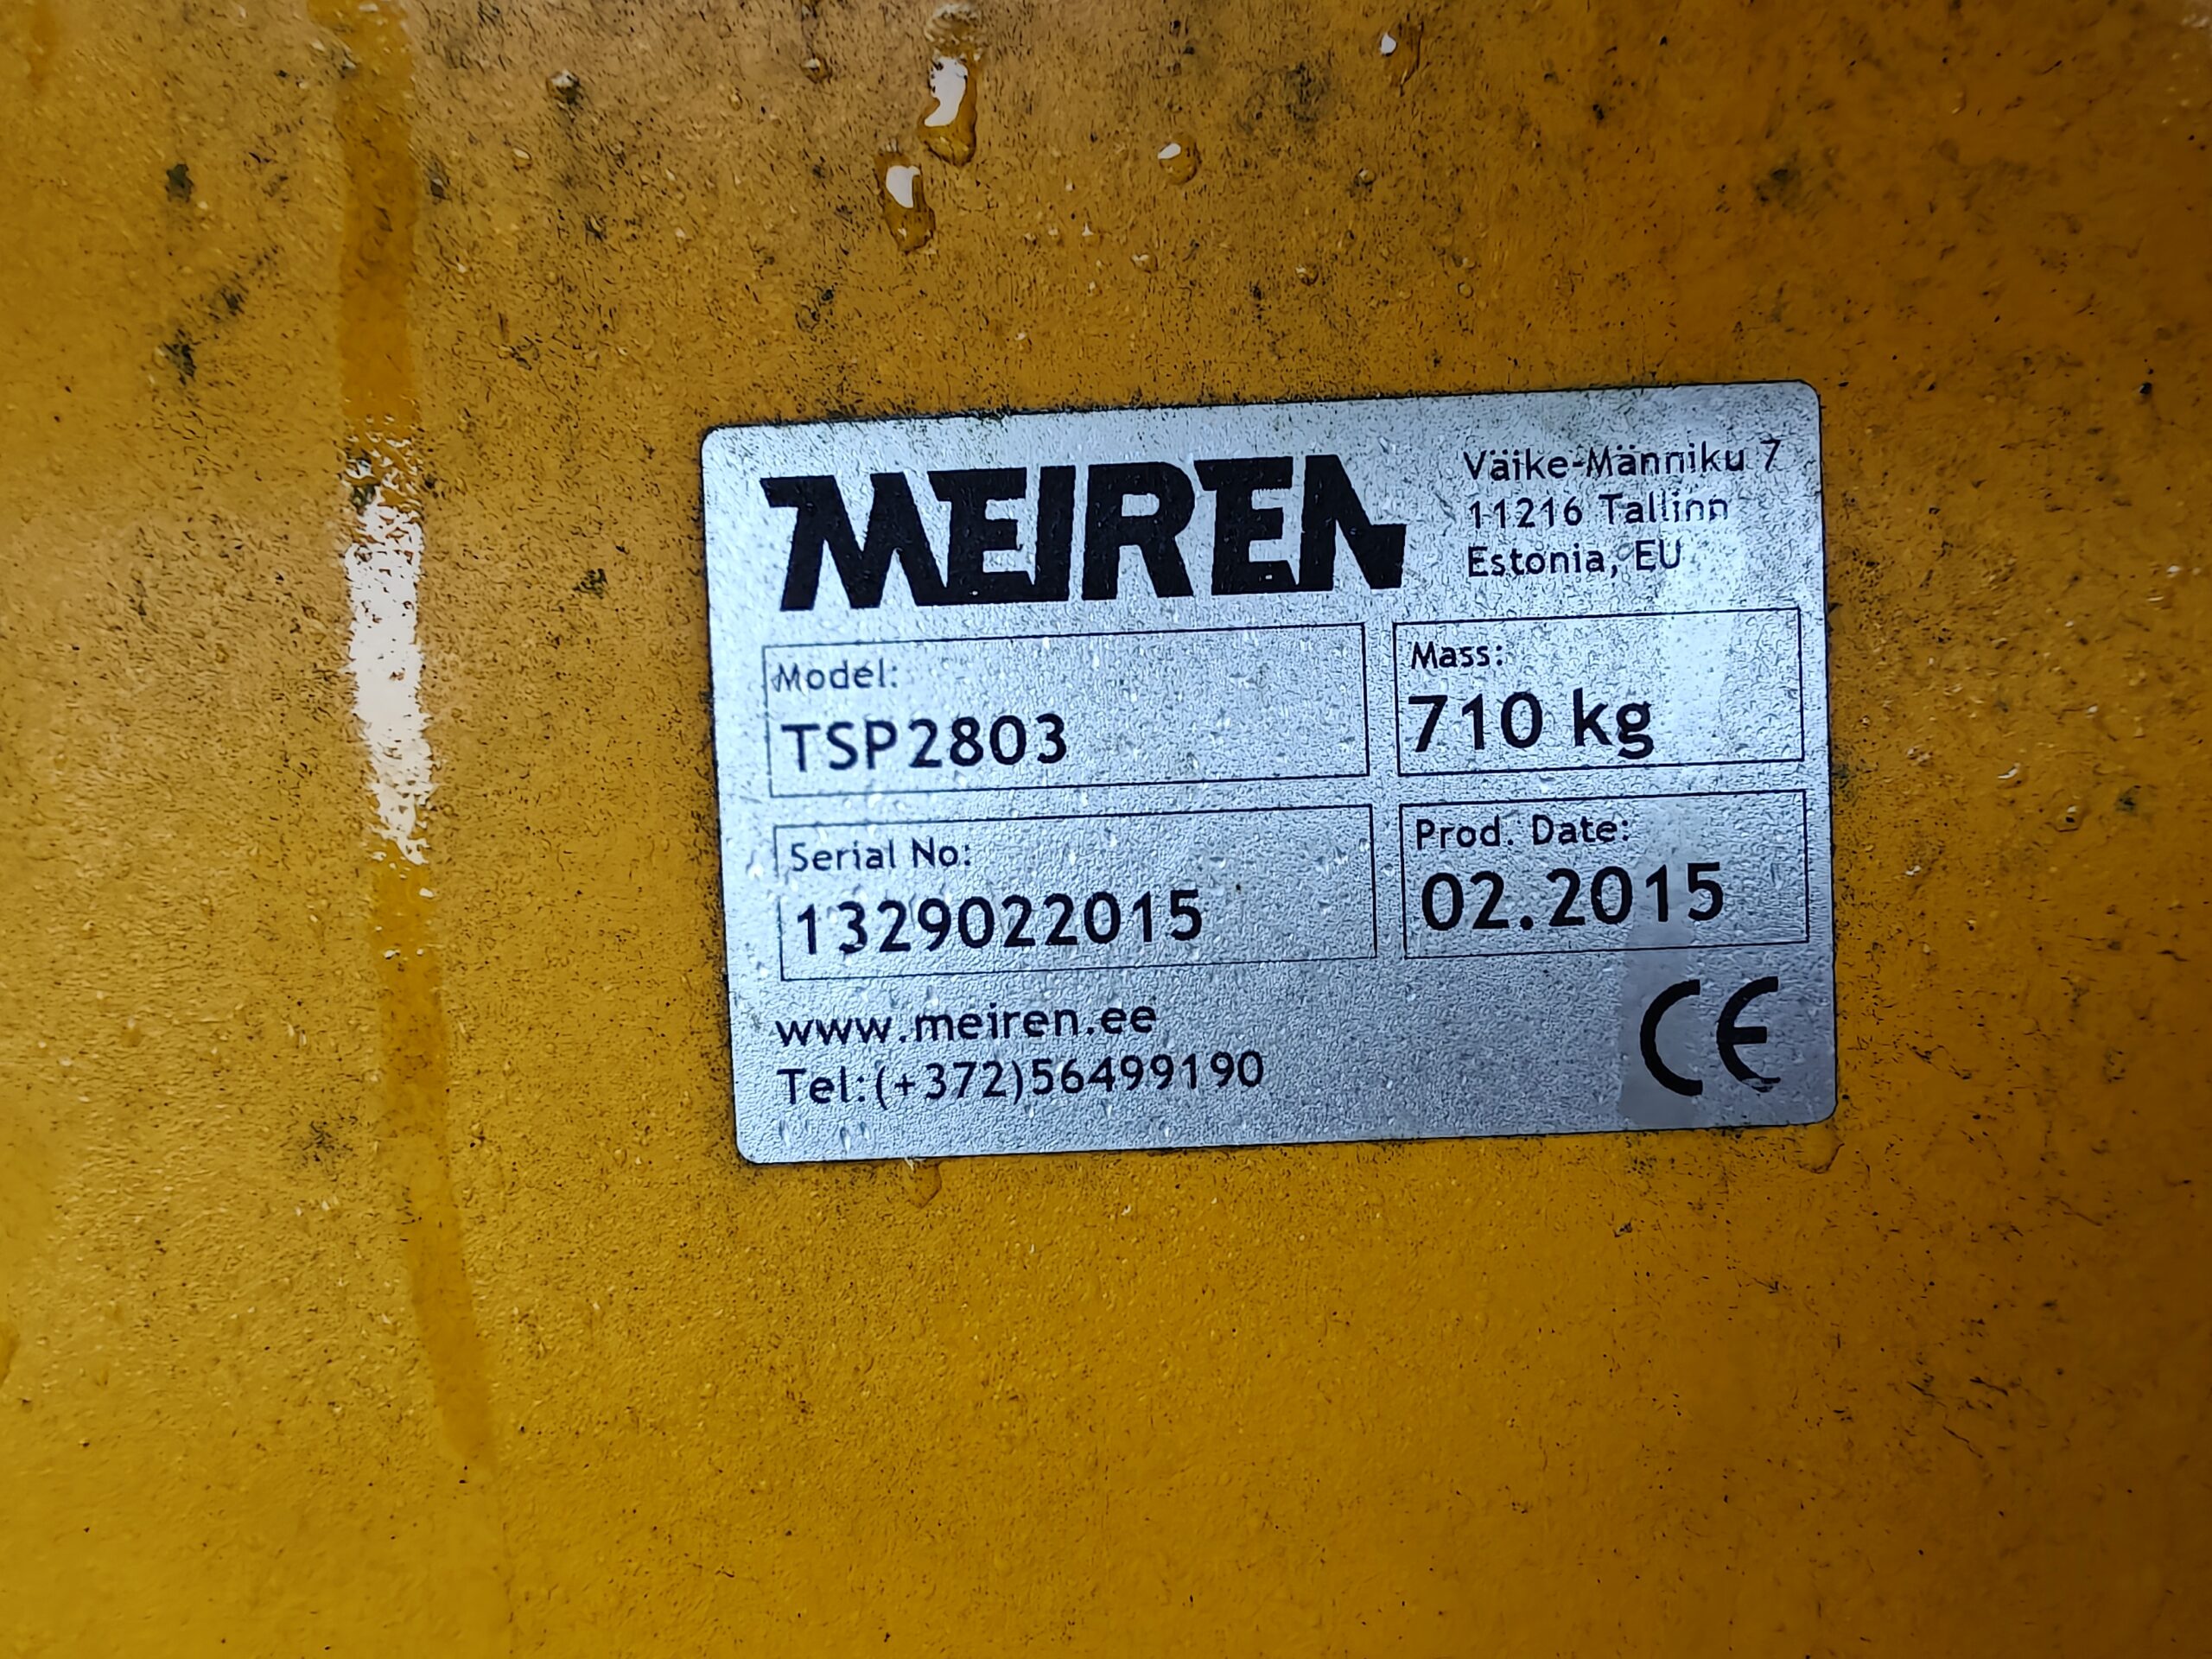 MEIREN
Väike-Männiku 7
11216 Tallinn
Estonia, EU
Model:
TSP2803
Mass:
710 kg
Serial No:
1329022015
Prod. Date:
02.2015
www.meiren.ee
Tel:(+372)56499190
CE